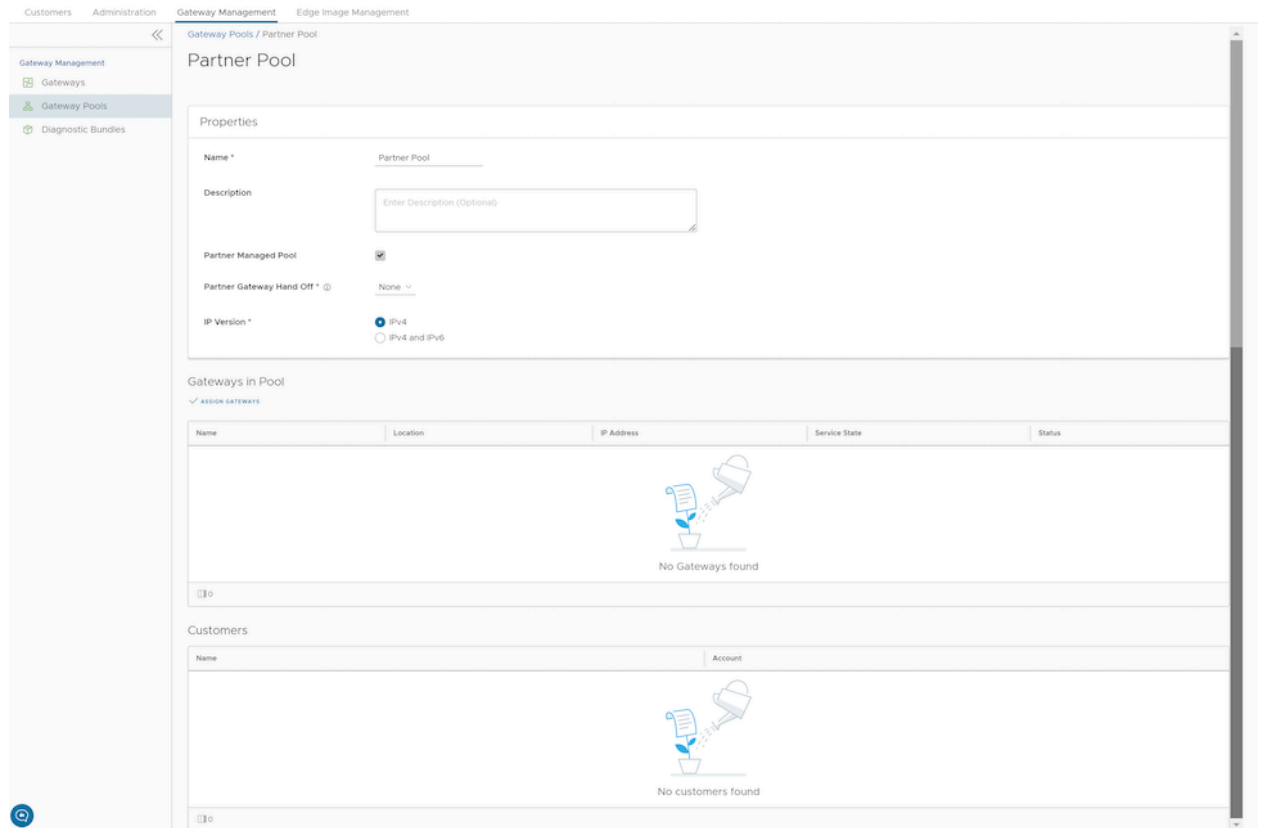 Customers Administration Gateway Management Edge Image Management
Gateway Management
Gateways
Gateway Pools
Diagnostic Bundles
Gateway Pools / Partner Pool
Partner Pool
Properties
Name * Partner Pool
Description Enter Description (Optional)
Partner Managed Pool
Partner Gateway Hand Off * None
IP Version * IPv4
IPv4 and IPv6
Gateways in Pool
ASSIGN GATEWAYS
Name Location IP Address Service State Status
No Gateways found
0
Customers
Name Account
No customers found
0